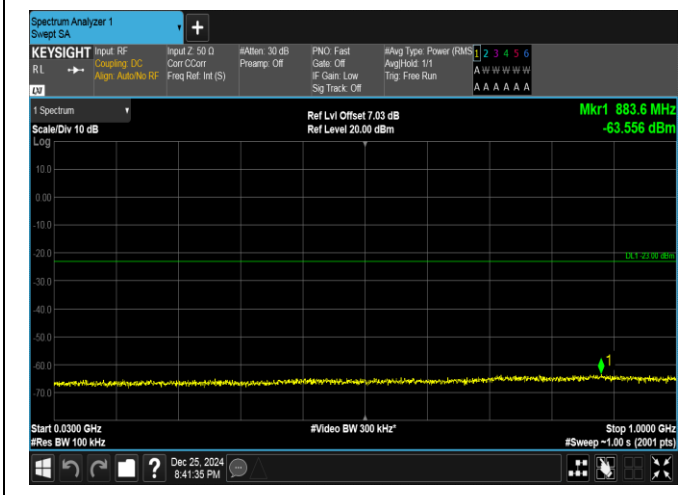 Spectrum Analyzer 1
Swept SA
KEYSIGHT
RL
Input: RF
Coupling: DC
Align: Auto/No RF
Input Z: 50 Ω
Corr CCorr
Freq Ref: Int (S)
#Atten: 30 dB
Preamp: Off
PNO: Fast
Gate: Off
IF Gain: Low
Sig Track: Off
#Avg Type: Power (RMS
Avg|Hold: 1/1
Trig: Free Run
1 2 3 4 5 6
A W W W W W
A A A A A A
LXI
1 Spectrum
Scale/Div 10 dB
Log
Ref Lvl Offset 7.03 dB
Ref Level 20.00 dBm
Mkr1 883.6 MHz
-63.556 dBm
10.0
0.00
-10.0
-20.0
DL1 -23.00 dBm
-30.0
-40.0
-50.0
-60.0
1
-70.0
Start 0.0300 GHz
#Res BW 100 kHz
#Video BW 300 kHz*
Stop 1.0000 GHz
#Sweep ~1.00 s (2001 pts)
Dec 25, 2024
8:41:35 PM